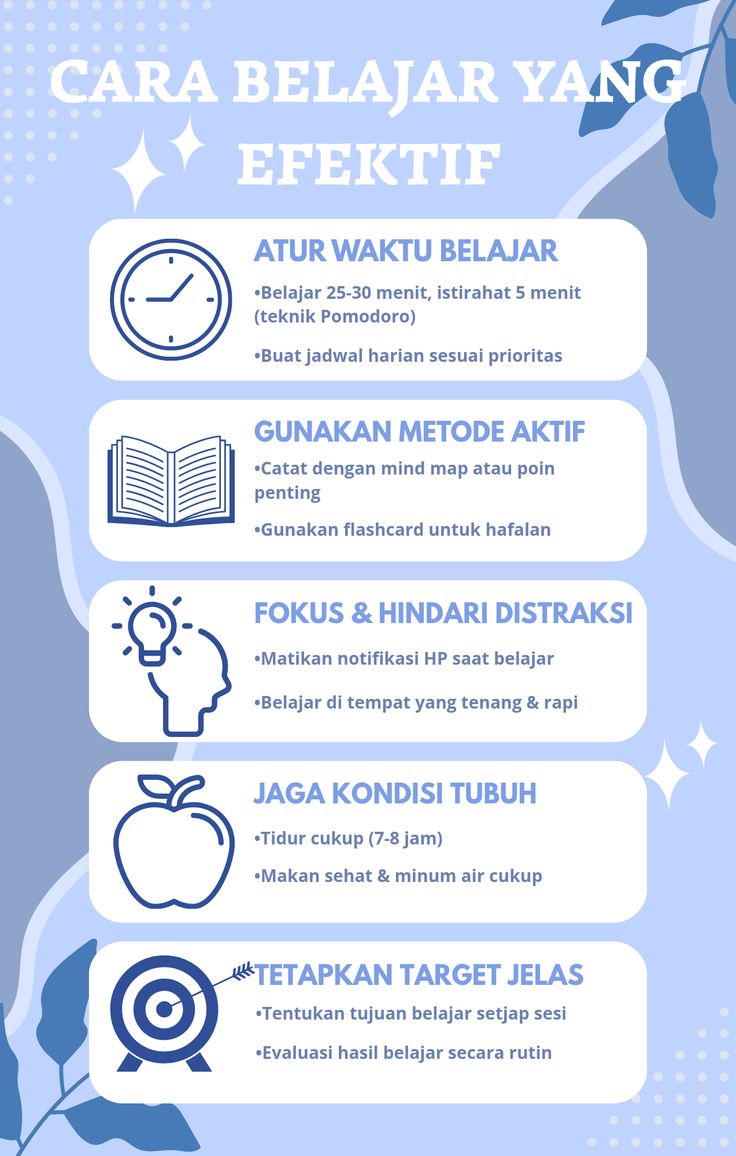 CARA BELAJAR YANG
EFEKTIF
ATUR WAKTU BELAJAR
•Belajar 25-30 menit, istirahat 5 menit
(teknik Pomodoro)
•Buat jadwal harian sesuai prioritas
GUNAKAN METODE AKTIF
•Catat dengan mind map atau poin
penting
•Gunakan flashcard untuk hafalan
FOKUS & HINDARI DISTRAKSI
•Matikan notifikasi HP saat belajar
•Belajar di tempat yang tenang & rapi
JAGA KONDISI TUBUH
•Tidur cukup (7-8 jam)
•Makan sehat & minum air cukup
TETAPKAN TARGET JELAS
•Tentukan tujuan belajar setjap sesi
•Evaluasi hasil belajar secara rutin